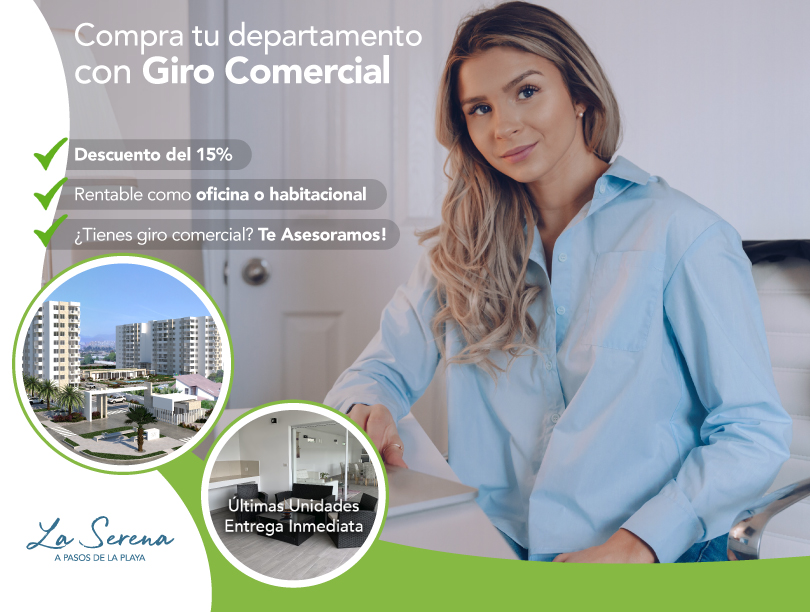 Compra tu departamento
con Giro Comercial
Descuento del 15%
Rentable como oficina o habitacional
¿Tienes giro comercial? Te Asesoramos!
Últimas Unidades
Entrega Inmediata
La Serena
A PASOS DE LA PLAYA